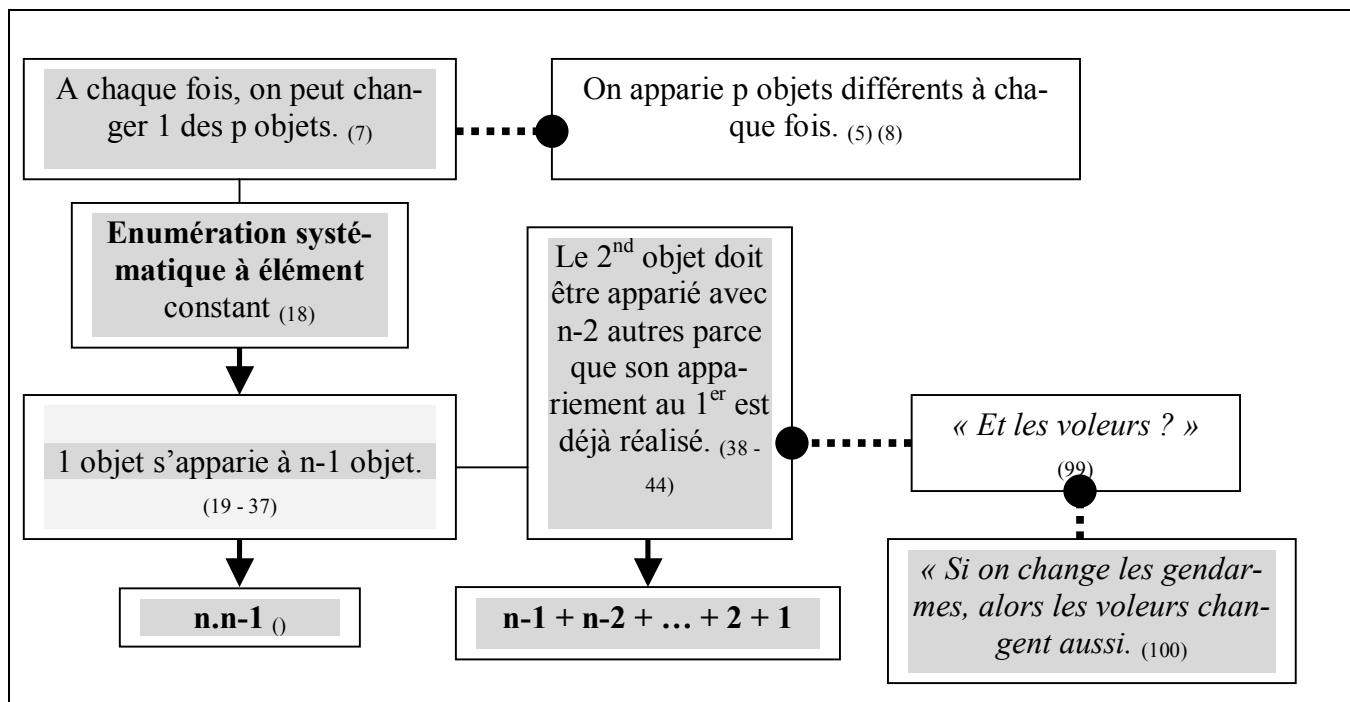 A chaque fois, on peut chan-
ger 1 des p objets. (7)
On apparie p objets différents à cha-
que fois. (5) (8)
Enumération systé-
matique à élément
constant (18)
Le 2nd objet doit
être apparié avec
n-2 autres parce
que son appa-
riement au 1er est
déjà réalisé. (38 -
44)
1 objet s'apparie à n-1 objet.
(19 - 37)
« Et les voleurs ? »
(99)
n.n-1 ()
n-1 + n-2 + … + 2 + 1
« Si on change les gendar-
mes, alors les voleurs chan-
gent aussi. (100)